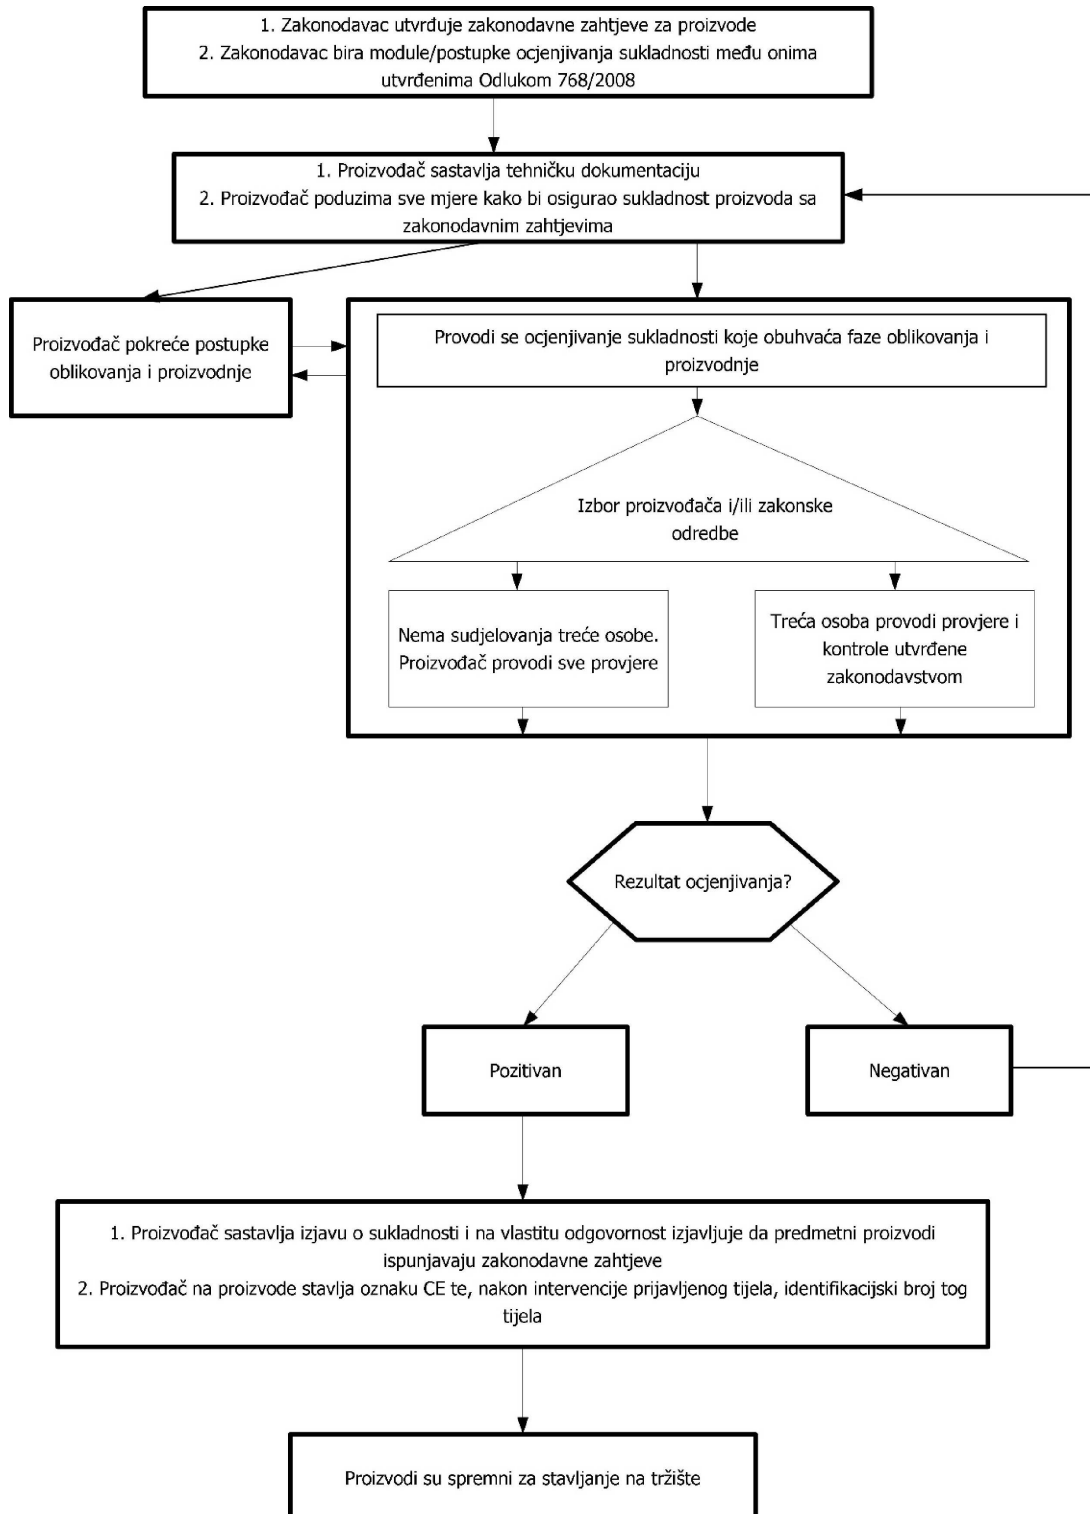 1. Zakonodavac utvrđuje zakonodavne zahtjeve za proizvode
2. Zakonodavac bira module/postupke ocjenjivanja sukladnosti među onima
utvrđenima Odlukom 768/2008
1. Proizvođač sastavlja tehničku dokumentaciju
2. Proizvođač poduzima sve mjere kako bi osigurao sukladnost proizvoda sa
zakonodavnim zahtjevima
Proizvođač pokreće postupke
oblikovanja i proizvodnje
Provodi se ocjenjivanje sukladnosti koje obuhvaća faze oblikovanja i
proizvodnje
Izbor proizvođača i/ili zakonske
odredbe
Nema sudjelovanja treće osobe.
Proizvođač provodi sve provjere
Treća osoba provodi provjere i
kontrole utvrđene
zakonodavstvom
Rezultat ocjenjivanja?
Pozitivan
Negativan
1. Proizvođač sastavlja izjavu o sukladnosti i na vlastitu odgovornost izjavljuje da predmetni proizvodi
ispunjavaju zakonodavne zahtjeve
2. Proizvođač na proizvode stavlja oznaku CE te, nakon intervencije prijavljenog tijela, identifikacijski broj tog
tijela
Proizvodi su spremni za stavljanje na tržište